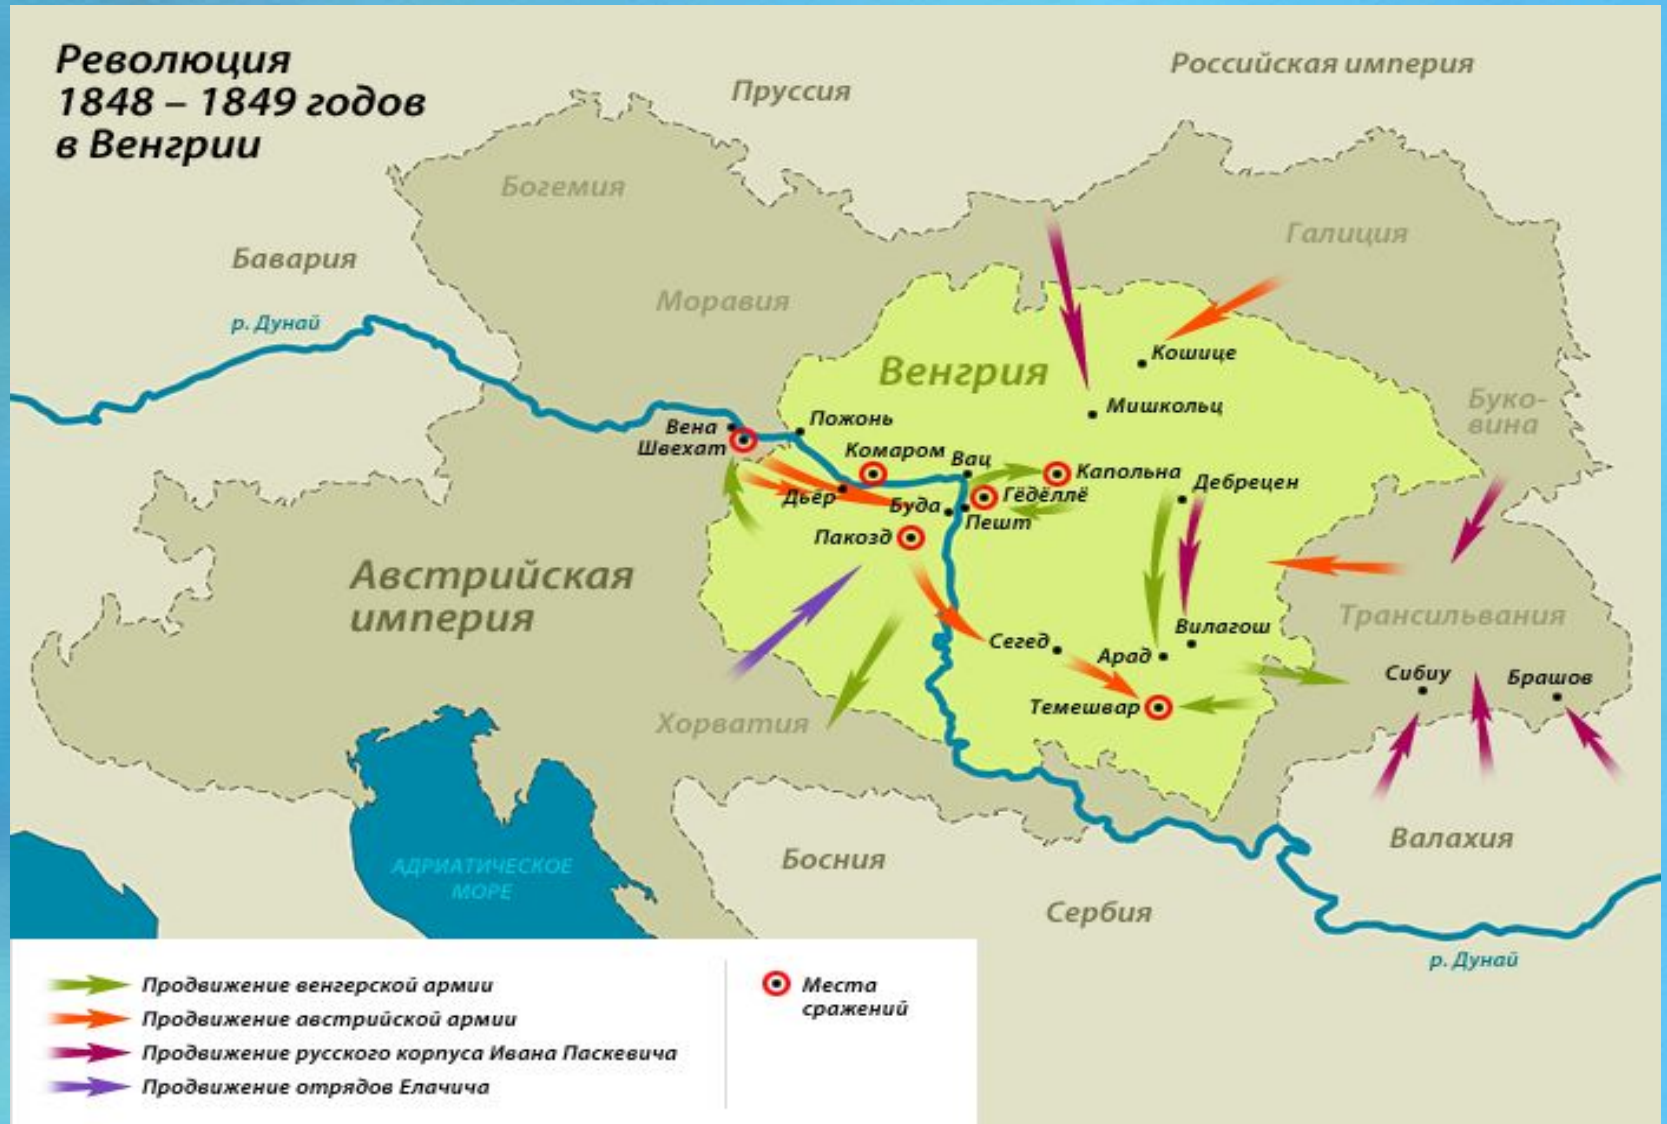 Революция
1848 – 1849 годов
в Венгрии
Пруссия
Российская империя
Богемия
Галиция
Бавария
Моравия
р. Дунай
Кошице
Венгрия
Мишкольц
Буко-
вина
Пожонь
Вена
Швехат
Комаром
Вац
Капольна
Дебрецен
Дьёр
Буда
Гёдёллё
Пешт
Пакозд
Австрийская
империя
Трансильвания
Вилагош
Сегед
Арад
Сибиу
Брашов
Темешвар
Хорватия
Валахия
АДРИАТИЧЕСКОЕ
МОРЕ
Босния
Сербия
р. Дунай
Продвижение венгерской армии
Продвижение австрийской армии
Продвижение русского корпуса Ивана Паскевича
Продвижение отрядов Елачича
Места
сражений